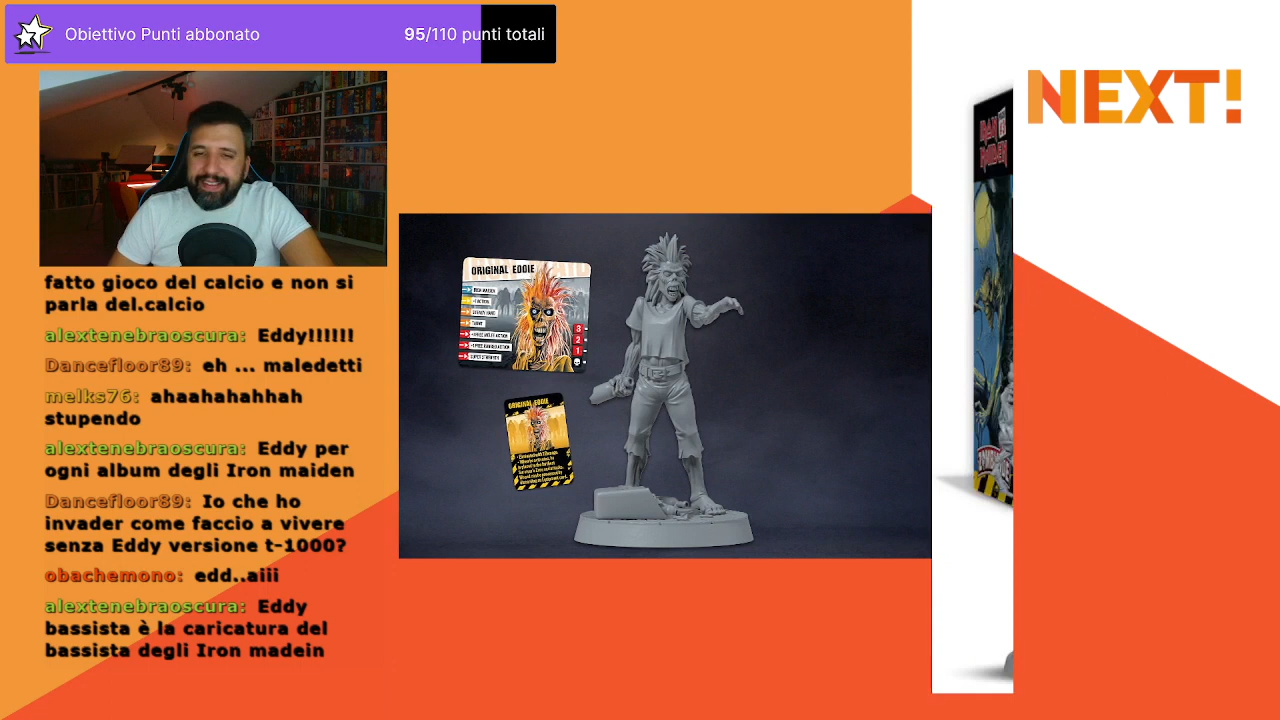 Obiettivo Punti abbonato
95/110 punti totali
NEXT!
fatto gioco del calcio e non si
parla del.calcio
alextenebraoscura: Eddy!!!!!!
Dancefloor89: eh ... maledetti
melks76: ahaahahahhah
stupendo
alextenebraoscura: Eddy per
ogni album degli Iron maiden
Dancefloor89: Io che ho
invader come faccio a vivere
senza Eddy versione t-1000?
obachemono: edd..aiii
alextenebraoscura: Eddy
bassista è la caricatura del
bassista degli Iron madein
ORIGINAL EDDIE
3
2
1
ORIGINAL EDDIE